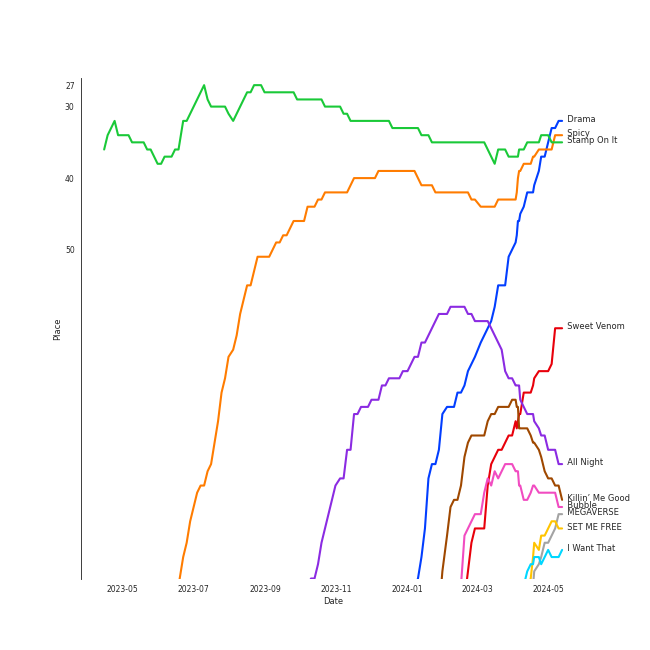 27
30
40
50
Place
Drama
Spicy
Stamp On It
Sweet Venom
All Night
Killin' Me Good
Bubble
MEGAVERSE
SET ME FREE
I Want That
2023-05
2023-07
2023-09
2023-11
2024-01
2024-03
2024-05
Date